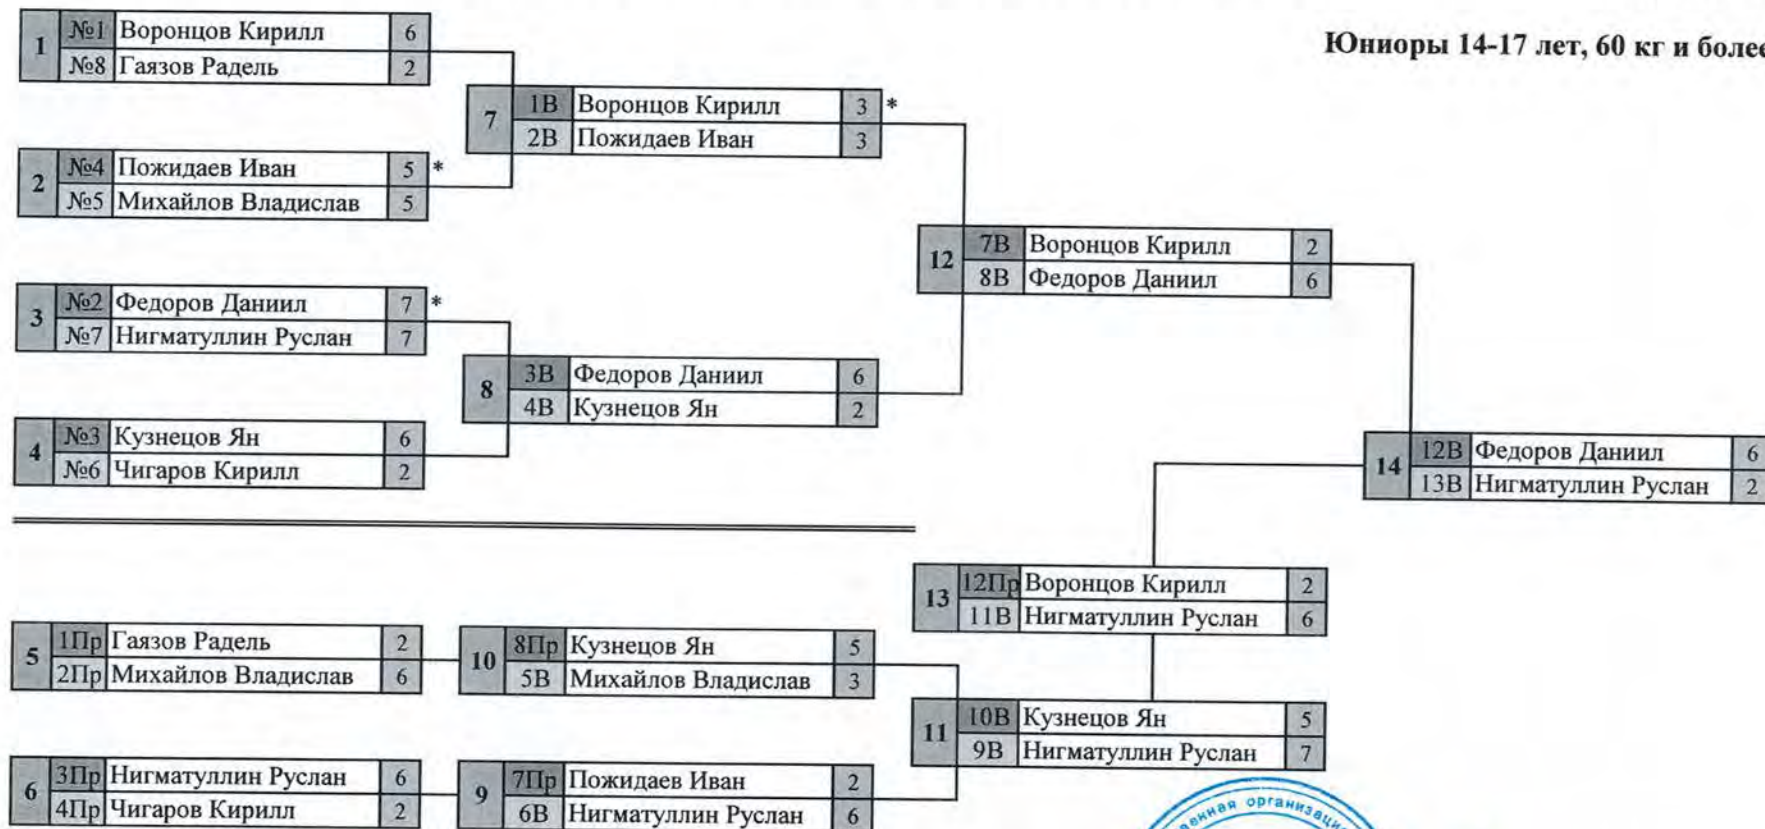 Юниоры 14-17 лет, 60 кг и более
1
№1 Воронцов Кирилл 6
№8 Гаязов Радель 2
7
1В Воронцов Кирилл 3 *
2В Пожидаев Иван 3
2
№4 Пожидаев Иван 5 *
№5 Михайлов Владислав 5
12
7В Воронцов Кирилл 2
8В Федоров Даниил 6
3
№2 Федоров Даниил 7 *
№7 Нигматуллин Руслан 7
8
3В Федоров Даниил 6
4В Кузнецов Ян 2
4
№3 Кузнецов Ян 6
№6 Чигаров Кирилл 2
14
12В Федоров Даниил 6
13В Нигматуллин Руслан 2
13
12Пр Воронцов Кирилл 2
11В Нигматуллин Руслан 6
5
1Пр Гаязов Радель 2
2Пр Михайлов Владислав 6
10
8Пр Кузнецов Ян 5
5В Михайлов Владислав 3
11
10В Кузнецов Ян 5
9В Нигматуллин Руслан 7
6
3Пр Нигматуллин Руслан 6
4Пр Чигаров Кирилл 2
9
7Пр Пожидаев Иван 2
6В Нигматуллин Руслан 6